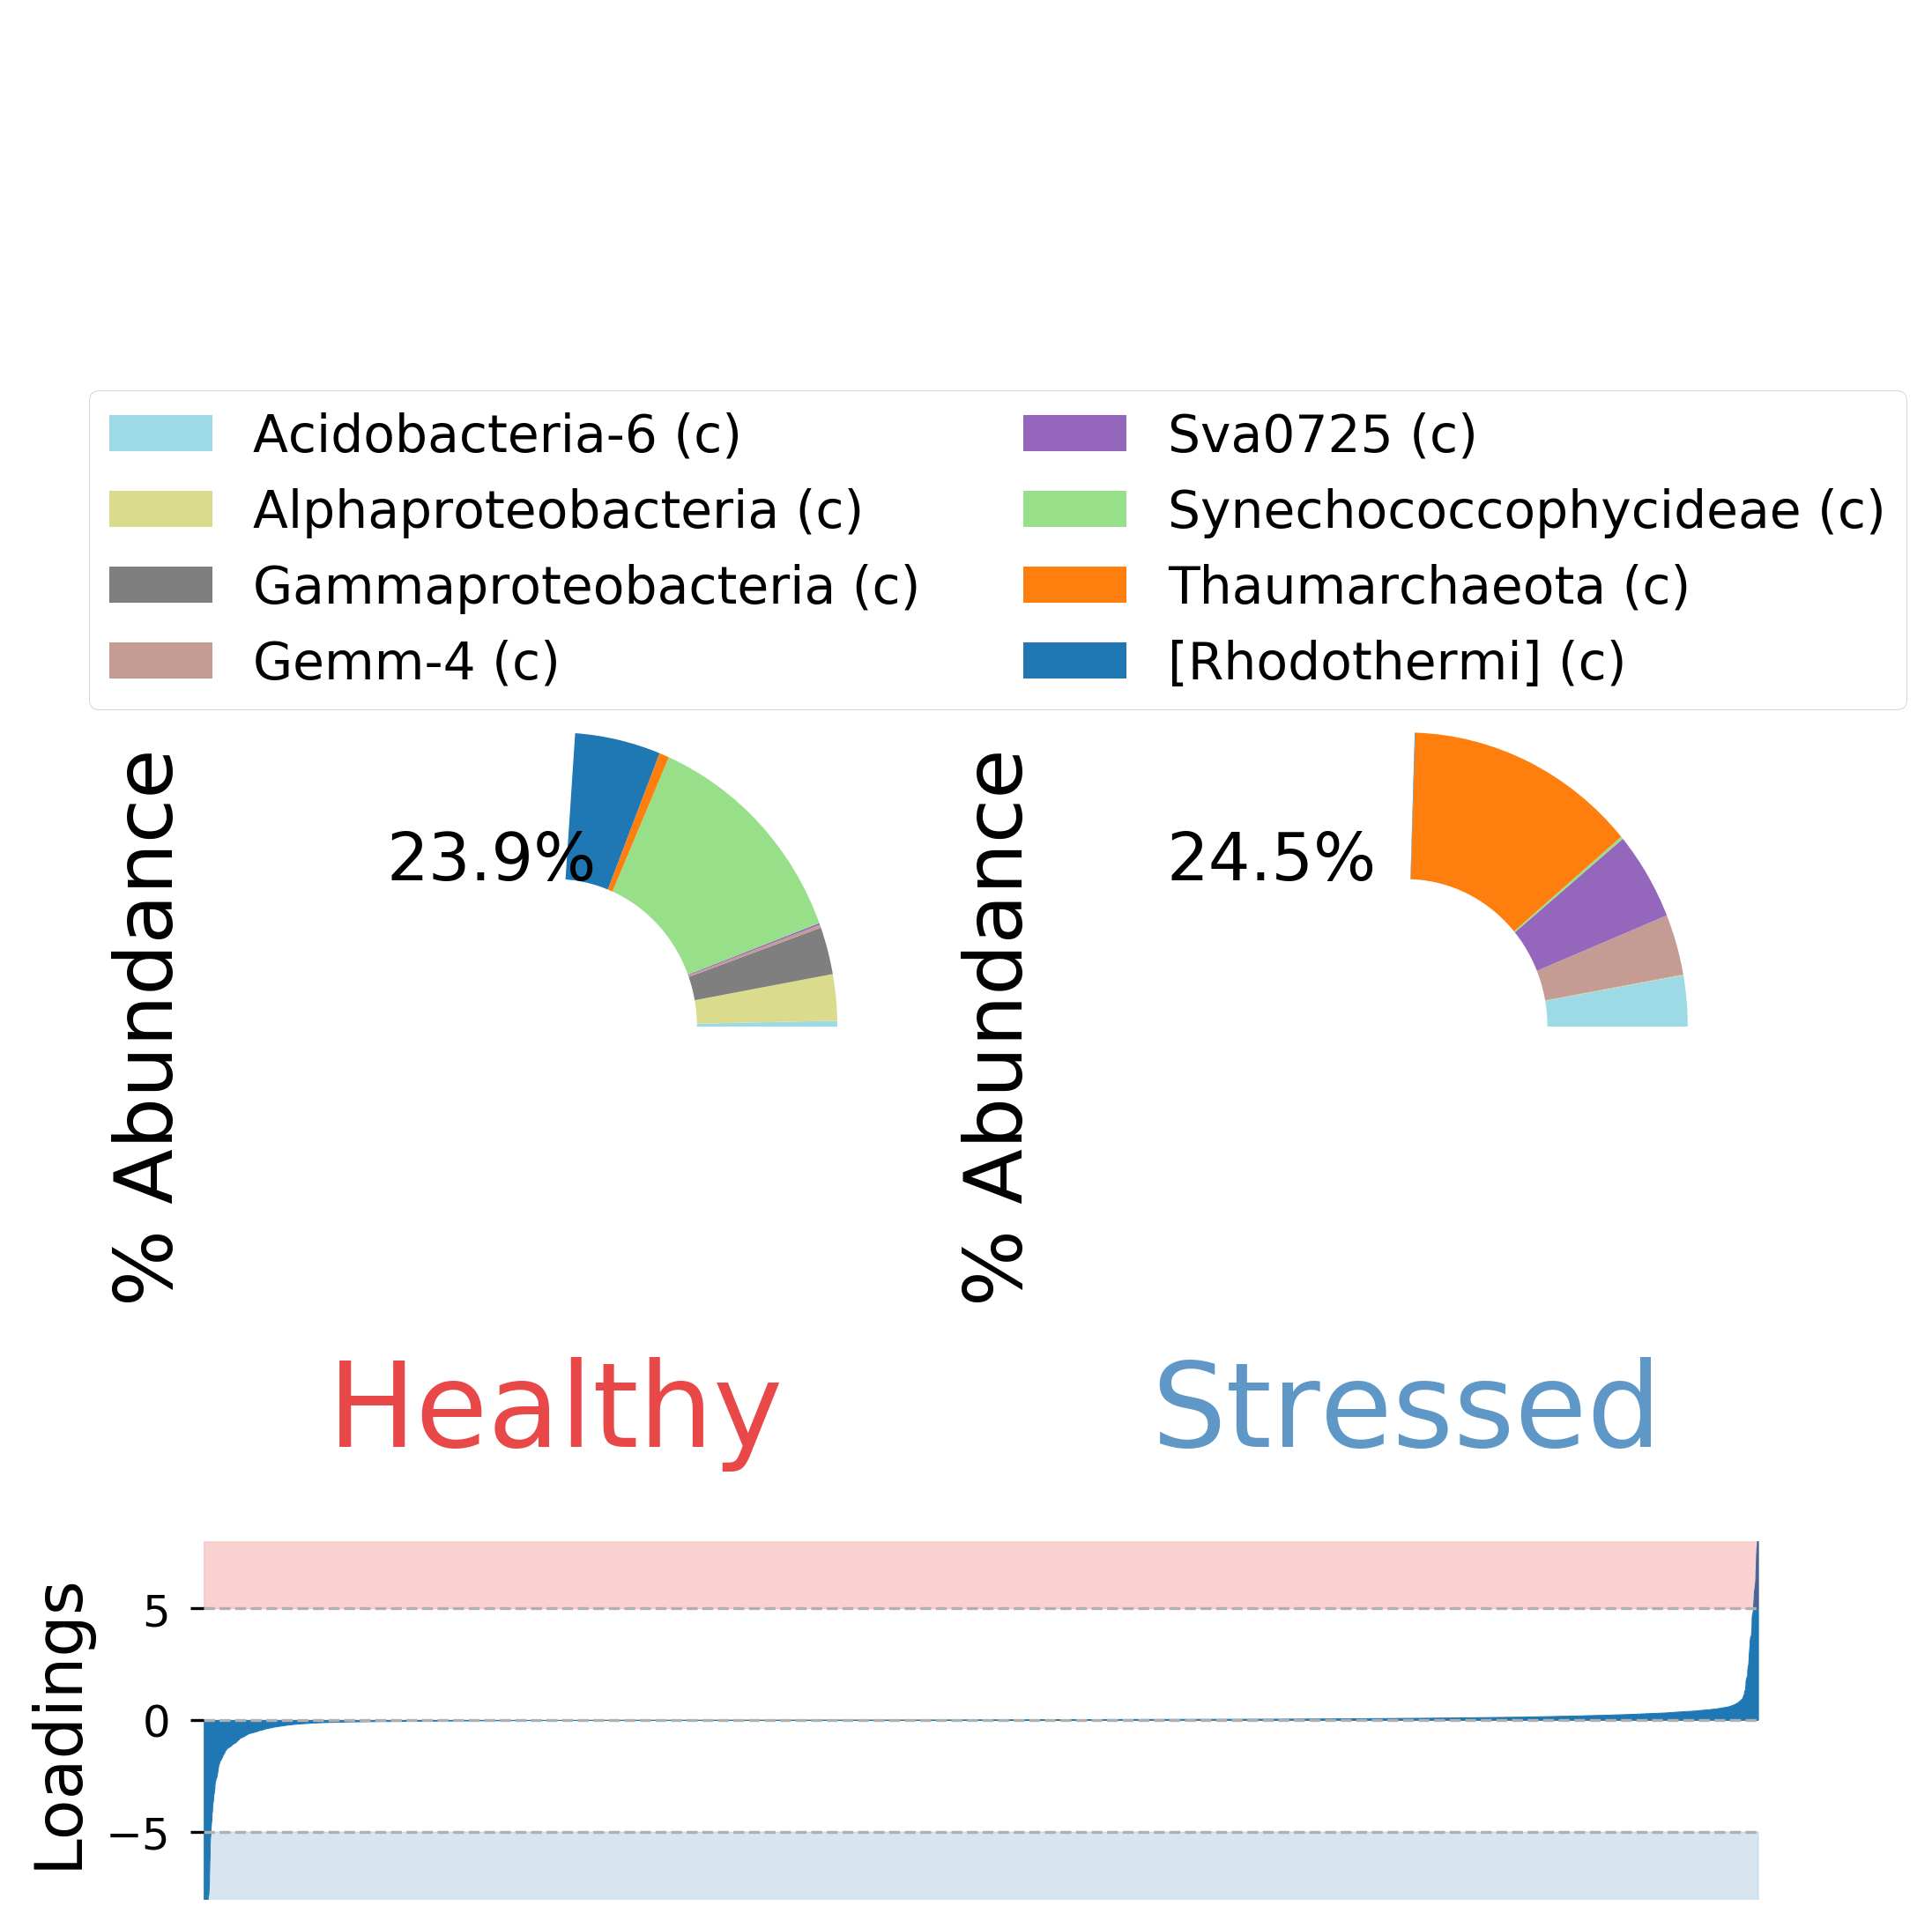 Acidobacteria-6 (c)
Alphaproteobacteria (c)
Gammaproteobacteria (c)
Gemm-4 (c)
Sva0725 (c)
Synechococcophycideae (c)
Thaumarchaeota (c)
[Rhodothermi] (c)
% Abundance
23.9%
% Abundance
24.5%
Healthy
Stressed
Loadings
5
0
−5